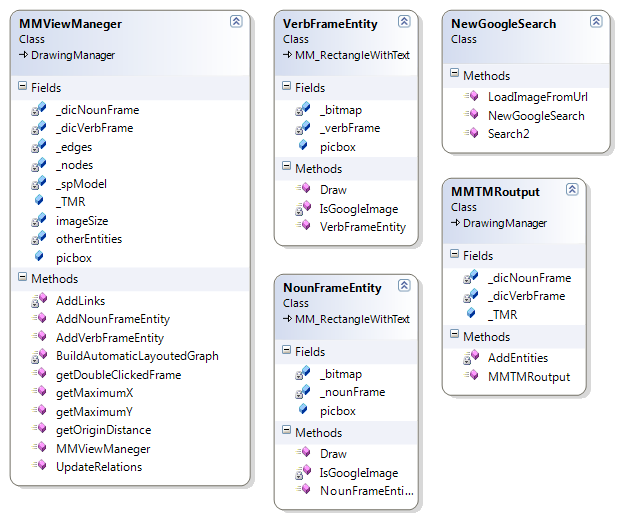 MMViewManeger
Class
DrawingManager
Fields
_dicNounFrame
_dicVerbFrame
_edges
_nodes
_spModel
_TMR
imageSize
otherEntities
picbox
Methods
AddLinks
AddNounFrameEntity
AddVerbFrameEntity
BuildAutomaticLayoutedGraph
getDoubleClickedFrame
getMaximumX
getMaximumY
getOriginDistance
MMViewManeger
UpdateRelations
VerbFrameEntity
Class
MM_RectangleWithText
Fields
_bitmap
_verbFrame
picbox
Methods
Draw
IsGoogleImage
VerbFrameEntity
NounFrameEntity
Class
MM_RectangleWithText
Fields
_bitmap
_nounFrame
picbox
Methods
Draw
IsGoogleImage
NounFrameEnti...
NewGoogleSearch
Class
Methods
LoadImageFromUrl
NewGoogleSearch
Search2
MMTMRoutput
Class
DrawingManager
Fields
_dicNounFrame
_dicVerbFrame
_TMR
Methods
AddEntities
MMTMRoutput